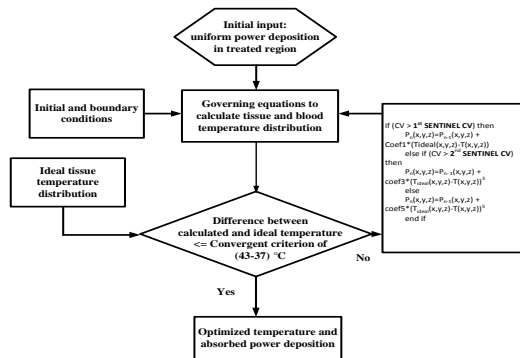 Initial input:
uniform power deposition
in treated region
Initial and boundary
conditions
Governing equations to
calculate tissue and blood
temperature distribution
if (CV > 1st SENTINEL CV) then
Pn(x,y,z)=Pn-1(x,y,z) +
Coef1*(Tideal(x,y,z)-T(x,y,z))
else if (CV > 2nd SENTINEL CV)
then
Pn(x,y,z)=Pn-1(x,y,z) +
coef3*(Tideal(x,y,z)-T(x,y,z))3
else
Pn(x,y,z)=Pn-1(x,y,z) +
coef5*(Tideal(x,y,z)-T(x,y,z))5
end if
Ideal tissue
temperature
distribution
Difference between
calculated and ideal temperature
<= Convergent criterion of
(43-37) °C
No
Yes
Optimized temperature and
absorbed power deposition